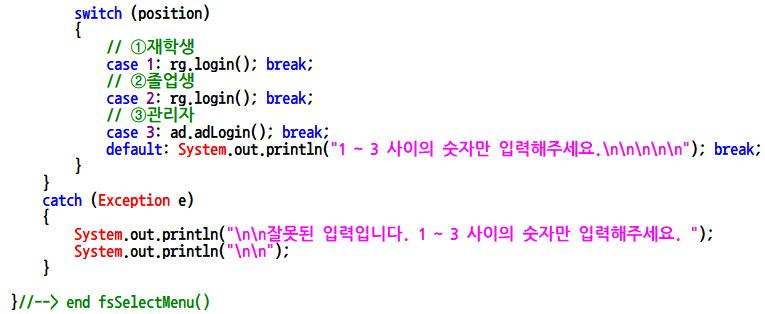 switch (position)
{
// ①재학생
case 1: rg.login(); break;
// ②졸업생
case 2: rg.login(); break;
// ③관리자
case 3: ad.adLogin(); break;
default: System.out.println("1 ~ 3 사이의 숫자만 입력해주세요.\n\n\n\n\n"); break;
}
}
catch (Exception e)
{
System.out.println("\n\n잘못된 입력입니다. 1 ~ 3 사이의 숫자만 입력해주세요. ");
System.out.println("\n\n");
}
}//--> end fsSelectMenu()